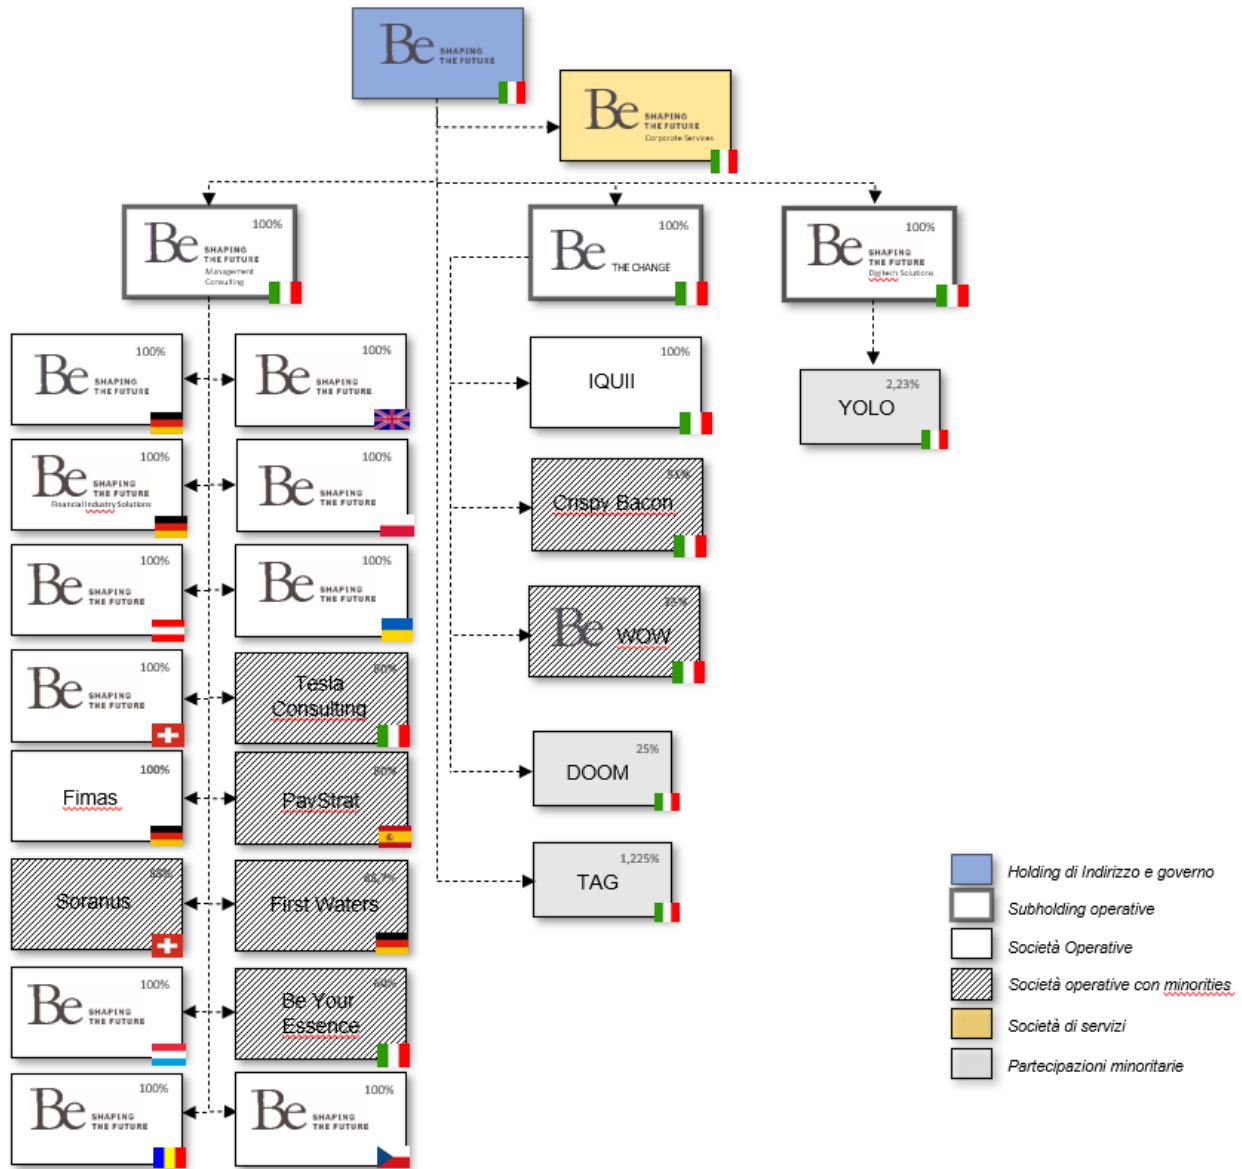 Be SHAPING
THE FUTURE
Be SHAPING
THE FUTURE
Corporate Services
100%
Be SHAPING
THE FUTURE
Management
Consulting
100%
Be THE CHANGE
100%
Be SHAPING
THE FUTURE
Digitech Solutions
100%
Be SHAPING
THE FUTURE
100%
Be SHAPING
THE FUTURE
100%
IQUII
2,23%
YOLO
100%
Be SHAPING
THE FUTURE
Financial Industry Solutions
100%
Be SHAPING
THE FUTURE
Crispy Bacon
100%
Be SHAPING
THE FUTURE
100%
Be SHAPING
THE FUTURE
Be WOW
100%
Be SHAPING
THE FUTURE
80%
Tesla
Consulting
25%
DOOM
100%
Fimas
80%
PayStrat
1,225%
TAG
55%
Soranus
85,7%
First Waters
100%
Be SHAPING
THE FUTURE
60%
Be Your
Essence
100%
Be SHAPING
THE FUTURE
100%
Be SHAPING
THE FUTURE
Holding di Indirizzo e governo
Subholding operative
Società Operative
Società operative con minorities
Società di servizi
Partecipazioni minoritarie